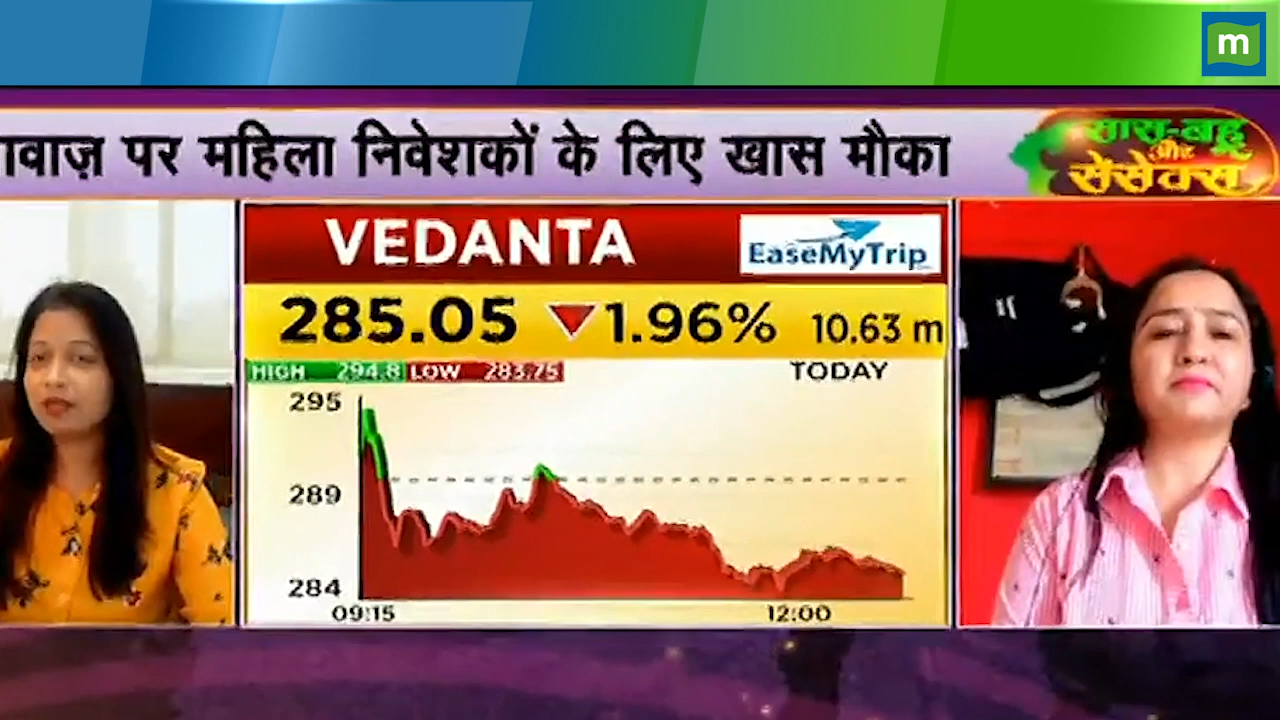 m
पर महिला निवेशकों के लिए खास मौका
सास-बहू
और
सेंसेक्स
VEDANTA
EaseMyTrip
285.05 ▼1.96% 10.63 m
HIGH 294.8 LOW 283.75
TODAY
295
289
284
09:15 12:00